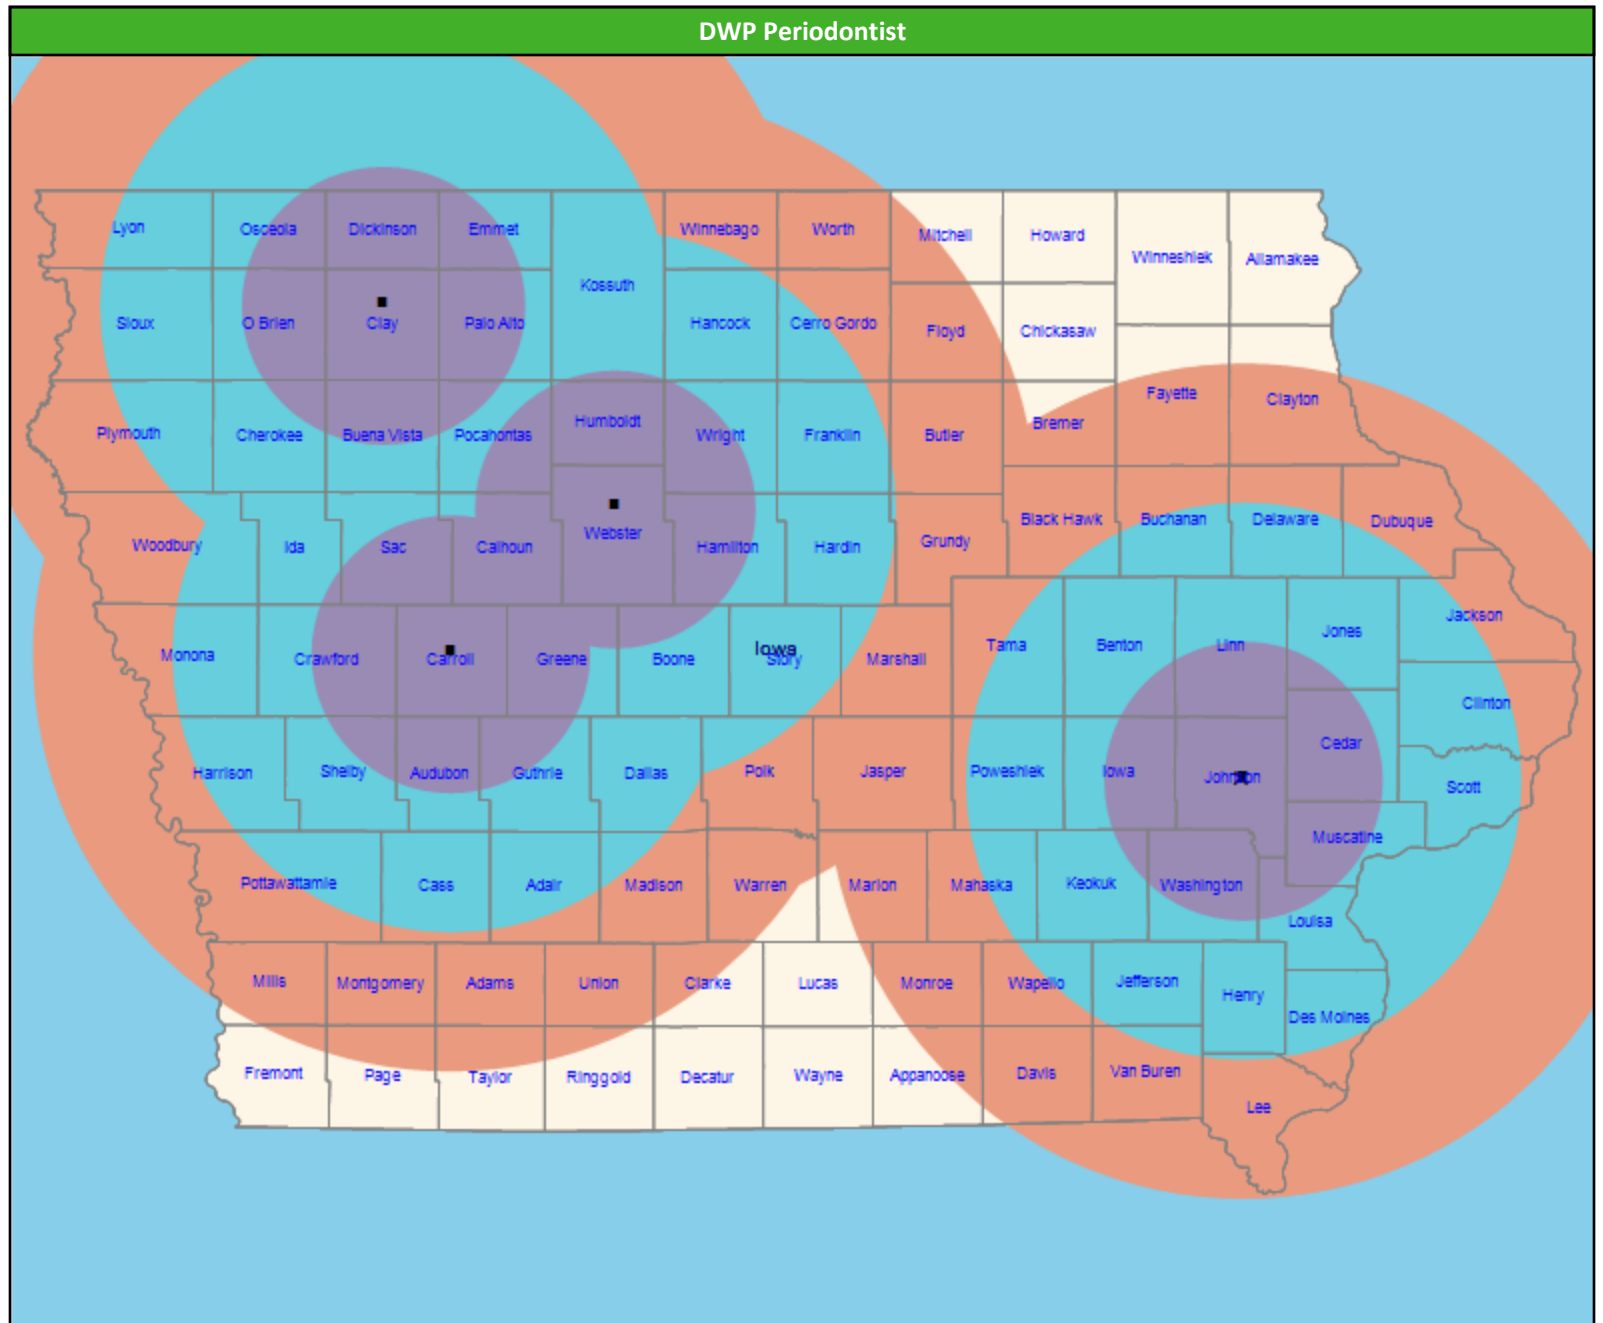 DWP Periodontist
Lyon
Osceola
Dickinson
Emmet
Winnebago
Worth
Mitchell
Howard
Winneshiek
Allamakee
Kossuth
Sioux
O Brien
Clay
Palo Alto
Hancock
Cerro Gordo
Floyd
Chickasaw
Fayette
Clayton
Plymouth
Cherokee
Buena Vista
Pocahontas
Humboldt
Wright
Franklin
Butler
Bremer
Woodbury
Ida
Sac
Calhoun
Webster
Hamilton
Hardin
Grundy
Black Hawk
Buchanan
Delaware
Dubuque
Monona
Crawford
Carroll
Greene
Boone
Iowa
Story
Marshall
Tama
Benton
Linn
Jones
Jackson
Clinton
Harrison
Shelby
Audubon
Guthrie
Dallas
Polk
Jasper
Poweshiek
Iowa
Johnson
Cedar
Scott
Muscatine
Pottawattamie
Cass
Adair
Madison
Warren
Marion
Mahaska
Keokuk
Washington
Louisa
Mills
Montgomery
Adams
Union
Clarke
Lucas
Monroe
Wapello
Jefferson
Henry
Des Moines
Fremont
Page
Taylor
Ringgold
Decatur
Wayne
Appanoose
Davis
Van Buren
Lee